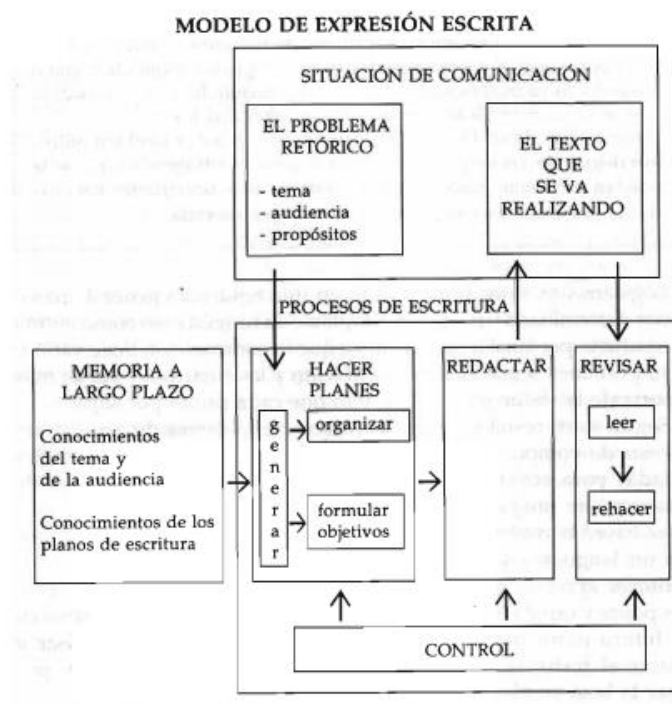 MODELO DE EXPRESIÓN ESCRITA
SITUACIÓN DE COMUNICACIÓN
EL PROBLEMA
RETÓRICO
- tema
- audiencia
- propósitos
EL TEXTO
QUE
SE VA
REALIZANDO
PROCESOS DE ESCRITURA
MEMORIA A
LARGO PLAZO
Conocimientos
del tema y
de la audiencia
Conocimientos de los
planos de escritura
HACER
PLANES
generar
organizar
formular
objetivos
REDACTAR
REVISAR
leer
rehacer
CONTROL